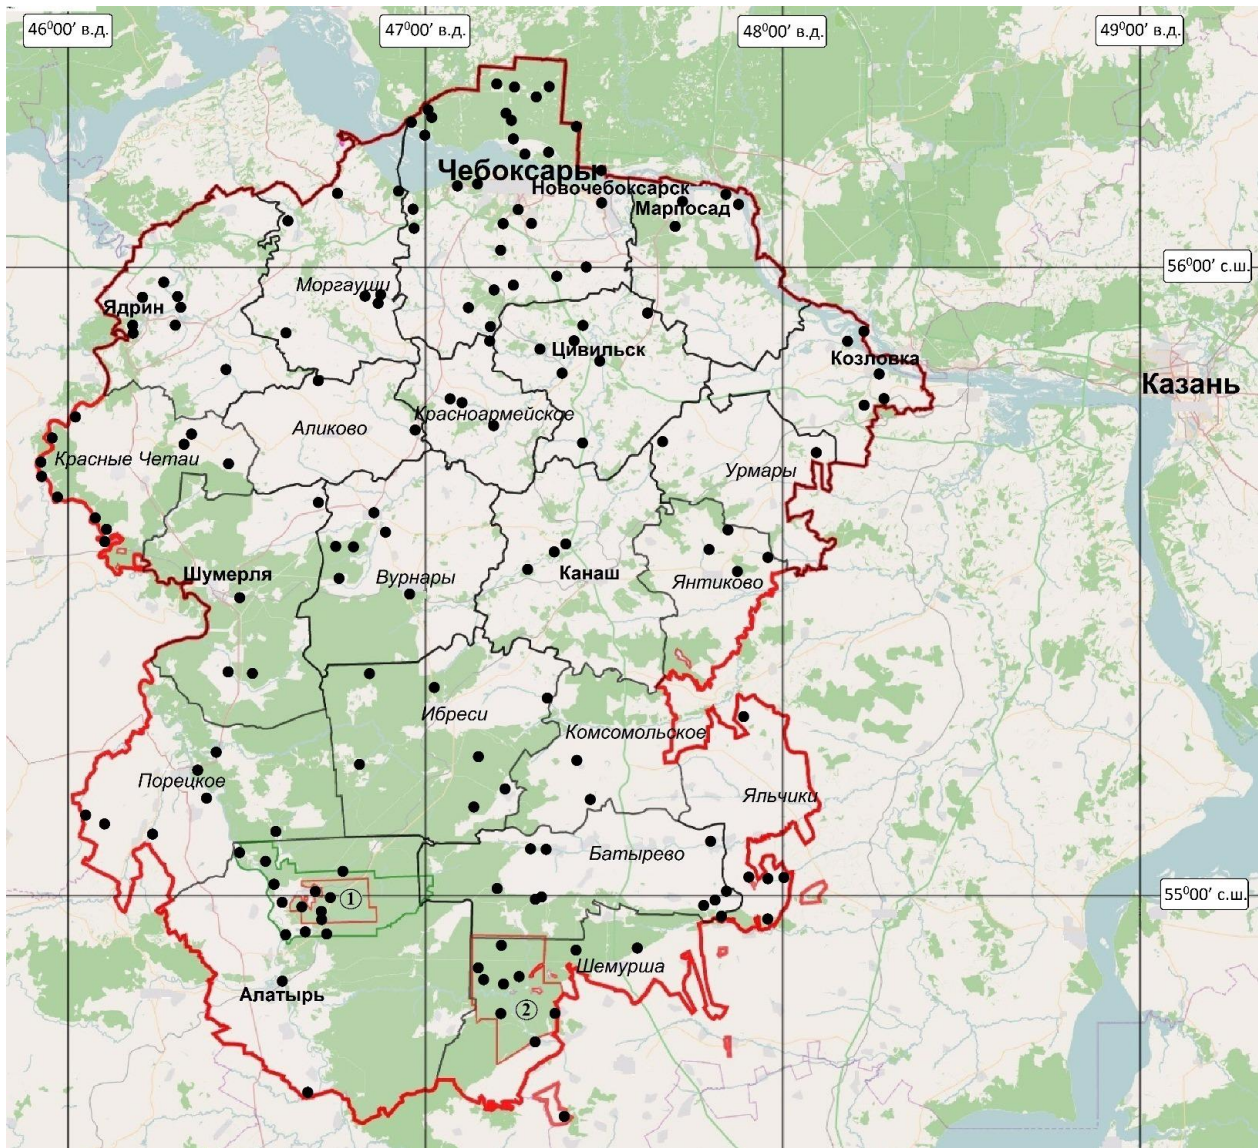 46⁰00' в.д.
47⁰00' в.д.
48⁰00' в.д.
49⁰00' в.д.
Чебоксары
Новочебоксарск
Марпосад
56⁰00' с.ш.
Моргауши
Ядрин
Цивильск
Козловка
Казань
Красноармейское
Аликово
Красные Четаи
Урмары
Шумерля
Вурнары
Канаш
Янтиково
Ибреси
Комсомольское
Порецкое
Яльчики
Батырево
55⁰00' с.ш.
1
Шемурша
Алатырь
2